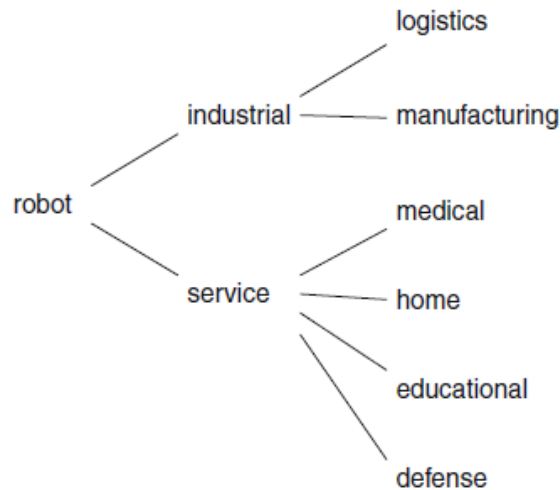 logistics
industrial
manufacturing
robot
medical
service
home
educational
defense